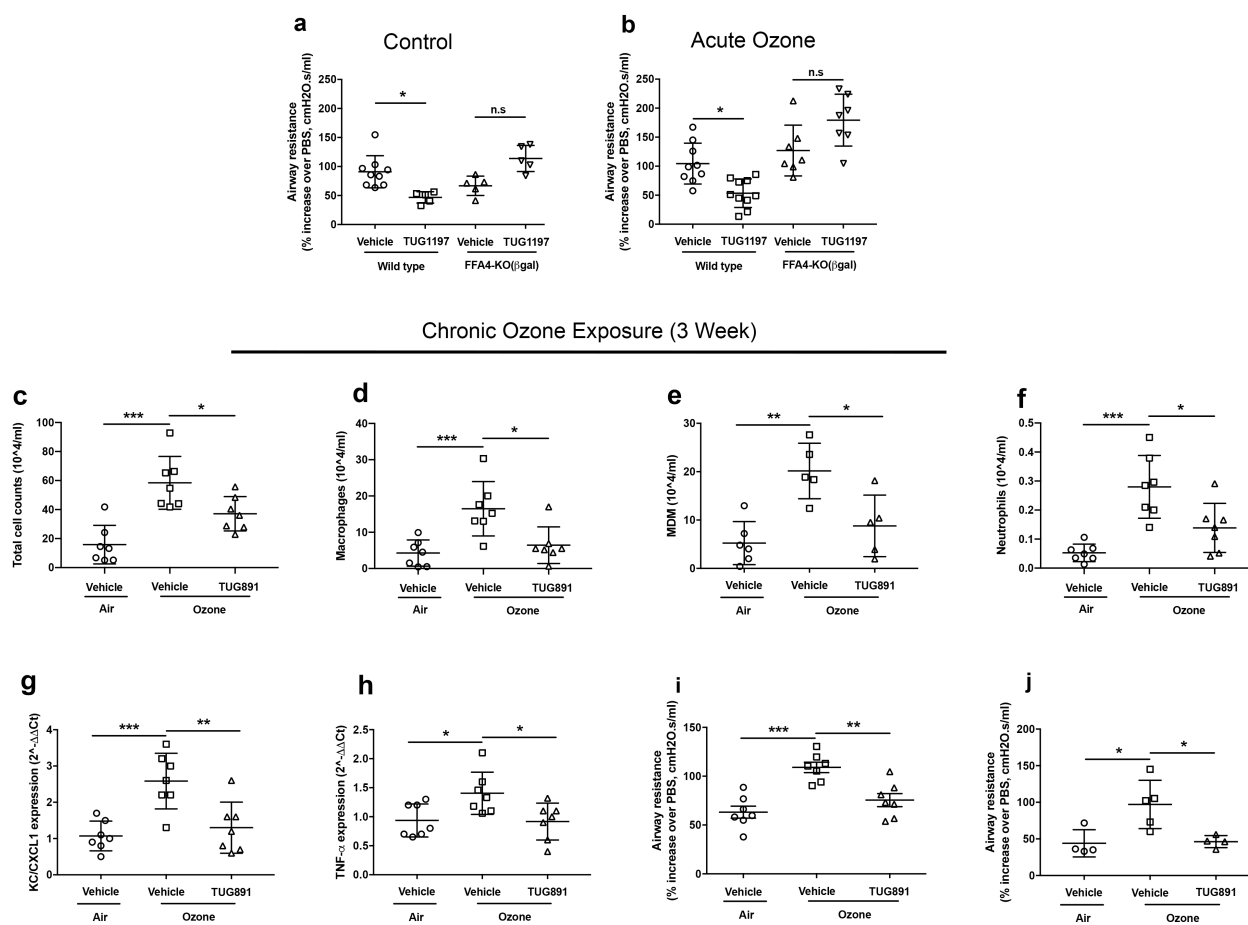 a
Control
Airway resistance
(% increase over PBS, cmH2O.s/ml)
250
200
150
100
50
0
*
n.s
Vehicle TUG1197 Vehicle TUG1197
Wild type FFA4-KO(βgal)
b
Acute Ozone
Airway resistance
(% increase over PBS, cmH2O.s/ml)
250
200
150
100
50
0
*
n.s
Vehicle TUG1197 Vehicle TUG1197
Wild type FFA4-KO(βgal)
Chronic Ozone Exposure (3 Week)
c
Total cell counts (10^4/ml)
100
80
60
40
20
0
*** *
Vehicle Vehicle TUG891
Air Ozone
d
Macrophages (10^4/ml)
40
30
20
10
0
*** *
Vehicle Vehicle TUG891
Air Ozone
e
MDM (10^4/ml)
30
20
10
0
** *
Vehicle Vehicle TUG891
Air Ozone
f
Neutrophils (10^4/ml)
0.5
0.4
0.3
0.2
0.1
0.0
*** *
Vehicle Vehicle TUG891
Air Ozone
g
KC/CXCL1 expression (2^-ΔΔCt)
4
3
2
1
0
*** **
Vehicle Vehicle TUG891
Air Ozone
h
TNF-α expression (2^-ΔΔCt)
2.5
2.0
1.5
1.0
0.5
0.0
* *
Vehicle Vehicle TUG891
Air Ozone
i
Airway resistance
(% increase over PBS, cmH2O.s/ml)
150
100
50
0
*** **
Vehicle Vehicle TUG891
Air Ozone
j
Airway resistance
(% increase over PBS, cmH2O.s/ml)
200
150
100
50
0
* *
Vehicle Vehicle TUG891
Air Ozone